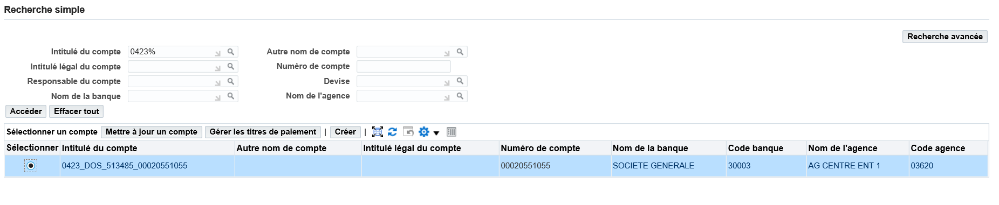 Recherche simple
Recherche avancée
Intitulé du compte 0423% Autre nom de compte
Intitulé légal du compte Numéro de compte
Responsable du compte Devise
Nom de la banque Nom de l'agence
Accéder Effacer tout
Sélectionner un compte Mettre à jour un compte Gérer les titres de paiement | Créer |
Sélectionner Intitulé du compte Autre nom de compte Intitulé légal du compte Numéro de compte Nom de la banque Code banque Nom de l'agence Code agence
0423_DOS_513485_00020551055 00020551055 SOCIETE GENERALE 30003 AG CENTRE ENT 1 03620